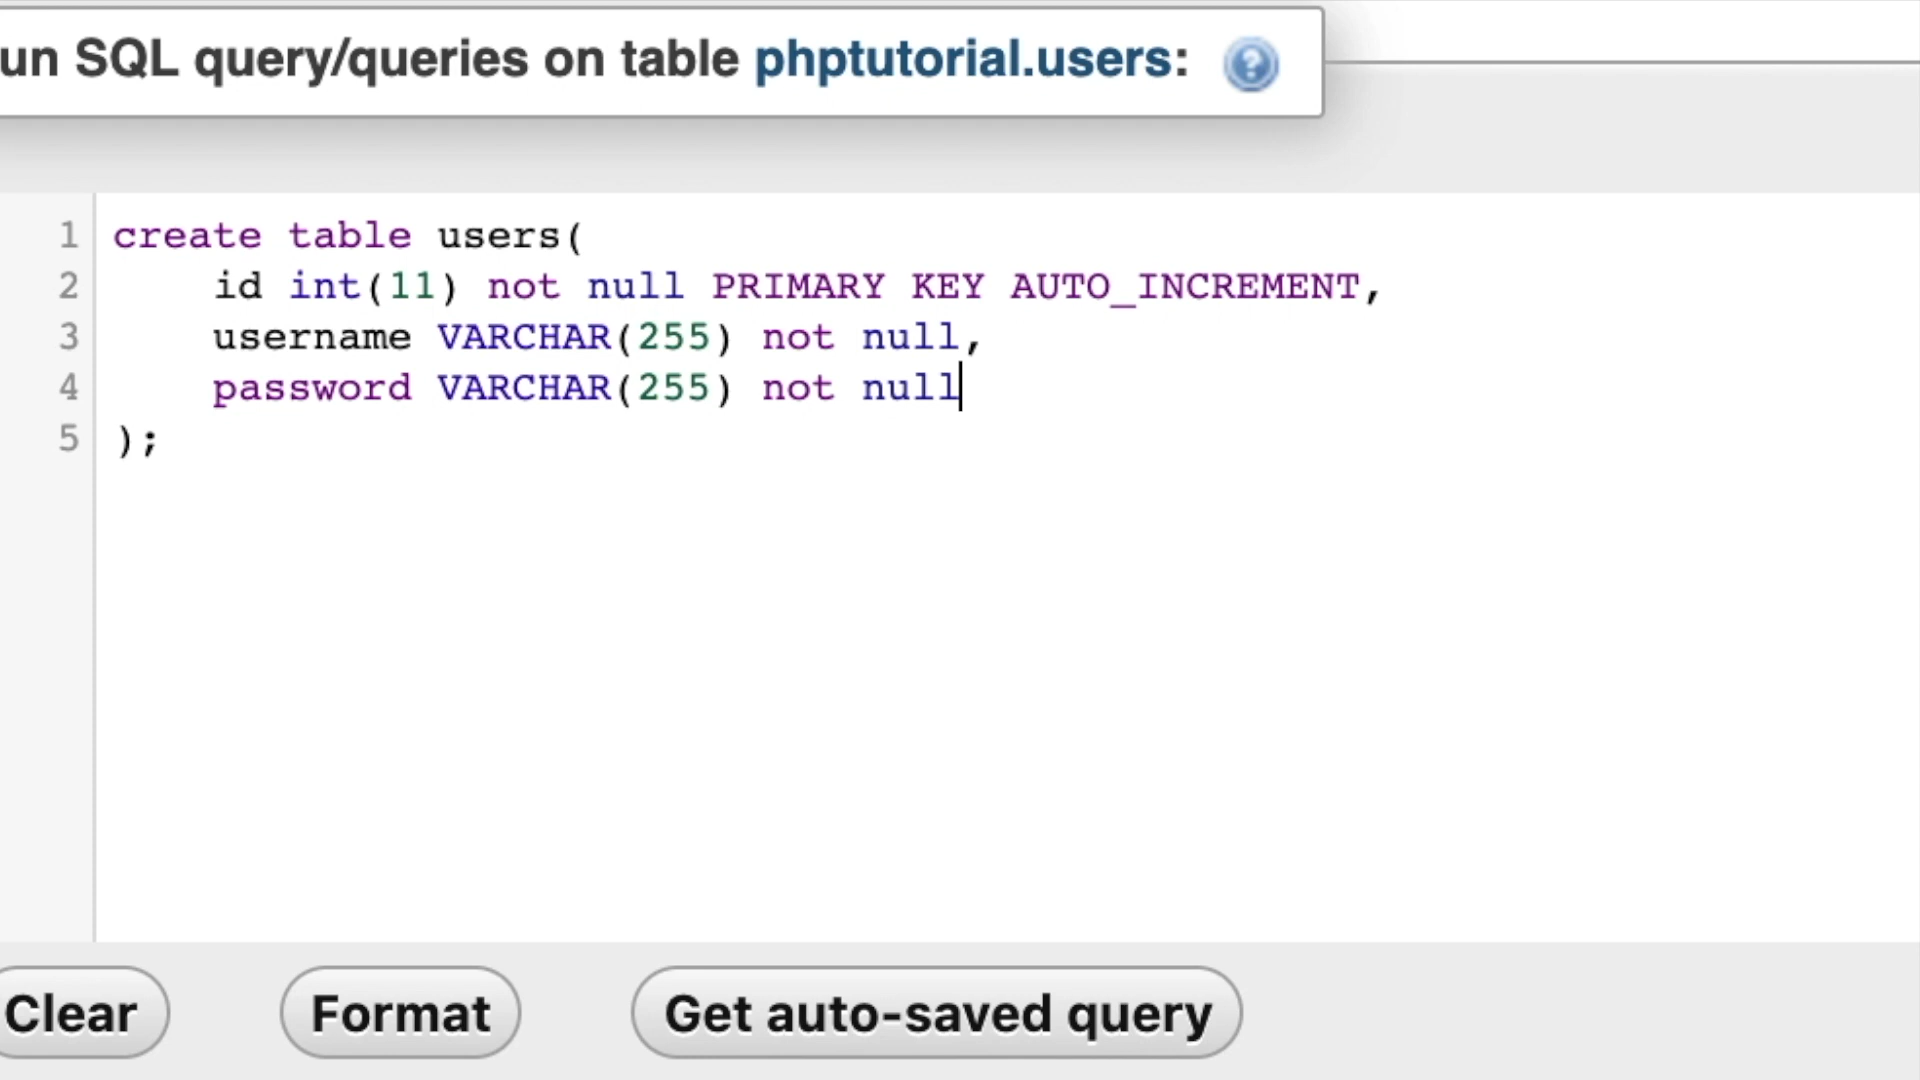 un SQL query/queries on table phptutorial.users:
1 create table users(
2 id int(11) not null PRIMARY KEY AUTO_INCREMENT,
3 username VARCHAR(255) not null,
4 password VARCHAR(255) not null
5 );
Clear Format Get auto-saved query